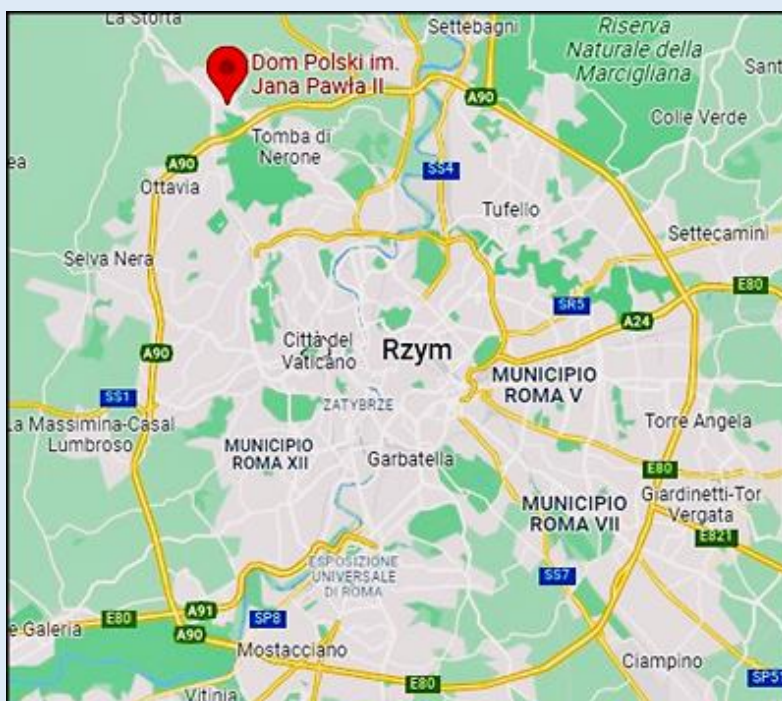 La Storta
Settebagni
Riserva
Naturale della
Marcigliana
Dom Polski im.
Jana Pawła II
A90
Sant
Colle Verde
Tomba di
Nerone
ea
A90
Ottavia
SS4
Tufello
Settecamini
Selva Nera
E80
SR5
A24
Città del
Vaticano
Rzym
A90
MUNICIPIO
ROMA V
SS1
ZATYBRZE
La Massimina-Casal
Lumbroso
Torre Angela
MUNICIPIO
ROMA XII
Garbatella
E80
Giardinetti-Tor
Vergata
MUNICIPIO
ROMA VII
E821
ESPOSIZIONE
UNIVERSALE
DI ROMA
SS7
A91
E80
SP8
e Galeria
A90
Mostacciano
Ciampino
E80
SP51
Vitinia